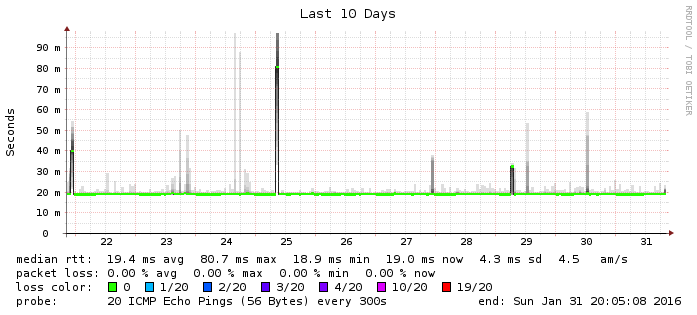 Last 10 Days
RRDTOOL / TOBI OETIKER
Seconds
90 m
80 m
70 m
60 m
50 m
40 m
30 m
20 m
10 m
0
22 23 24 25 26 27 28 29 30 31
median rtt: 19.4 ms avg 80.7 ms max 18.9 ms min 19.0 ms now 4.3 ms sd 4.5 am/s
packet loss: 0.00 % avg 0.00 % max 0.00 % min 0.00 % now
loss color: 0 1/20 2/20 3/20 4/20 10/20 19/20
probe: 20 ICMP Echo Pings (56 Bytes) every 300s end: Sun Jan 31 20:05:08 2016